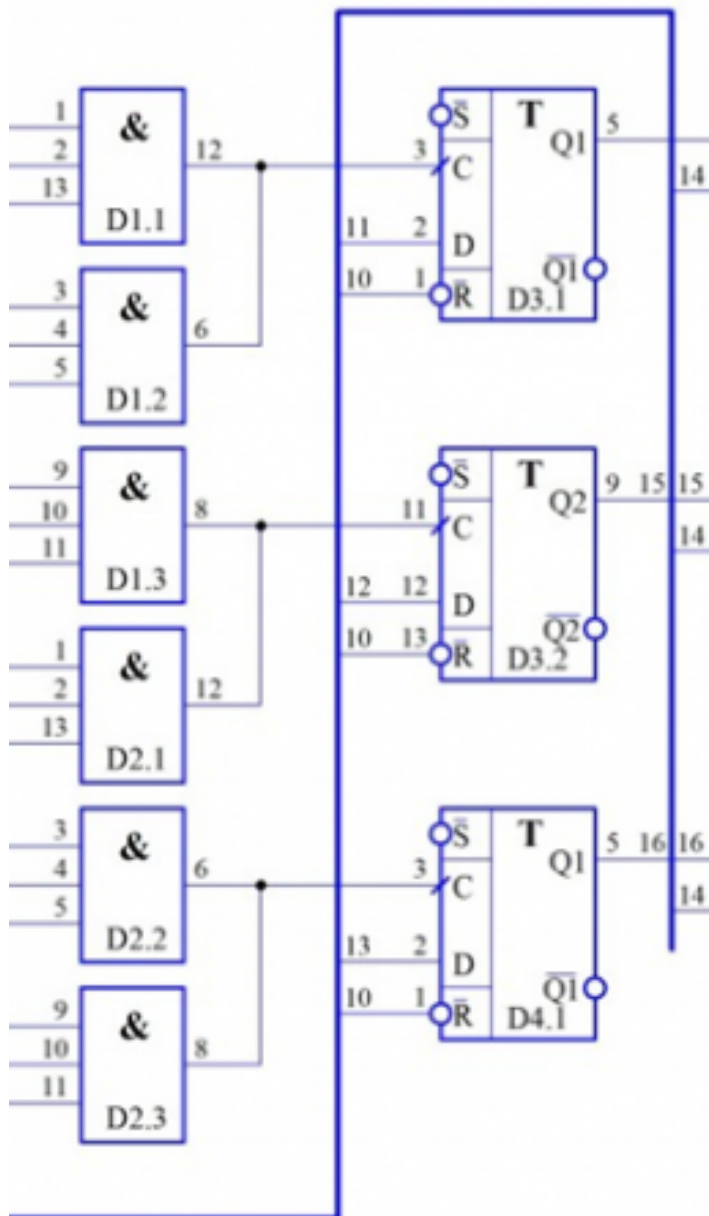 1
&
2
12
13
D1.1
3
&
4
6
5
D1.2
9
&
10
8
11
D1.3
1
&
2
12
13
D2.1
3
&
4
6
5
D2.2
9
&
10
8
11
D2.3
S̅ T
Q1 5
3 C
14
11 2 D
Q̅1̅
10 1 R̅ D3.1
S̅ T
Q2 9 15 15
11 C
14
12 12 D
Q̅2̅
10 13 R̅ D3.2
S̅ T
Q1 5 16 16
3 C
14
13 2 D
Q̅1̅
10 1 R̅ D4.1